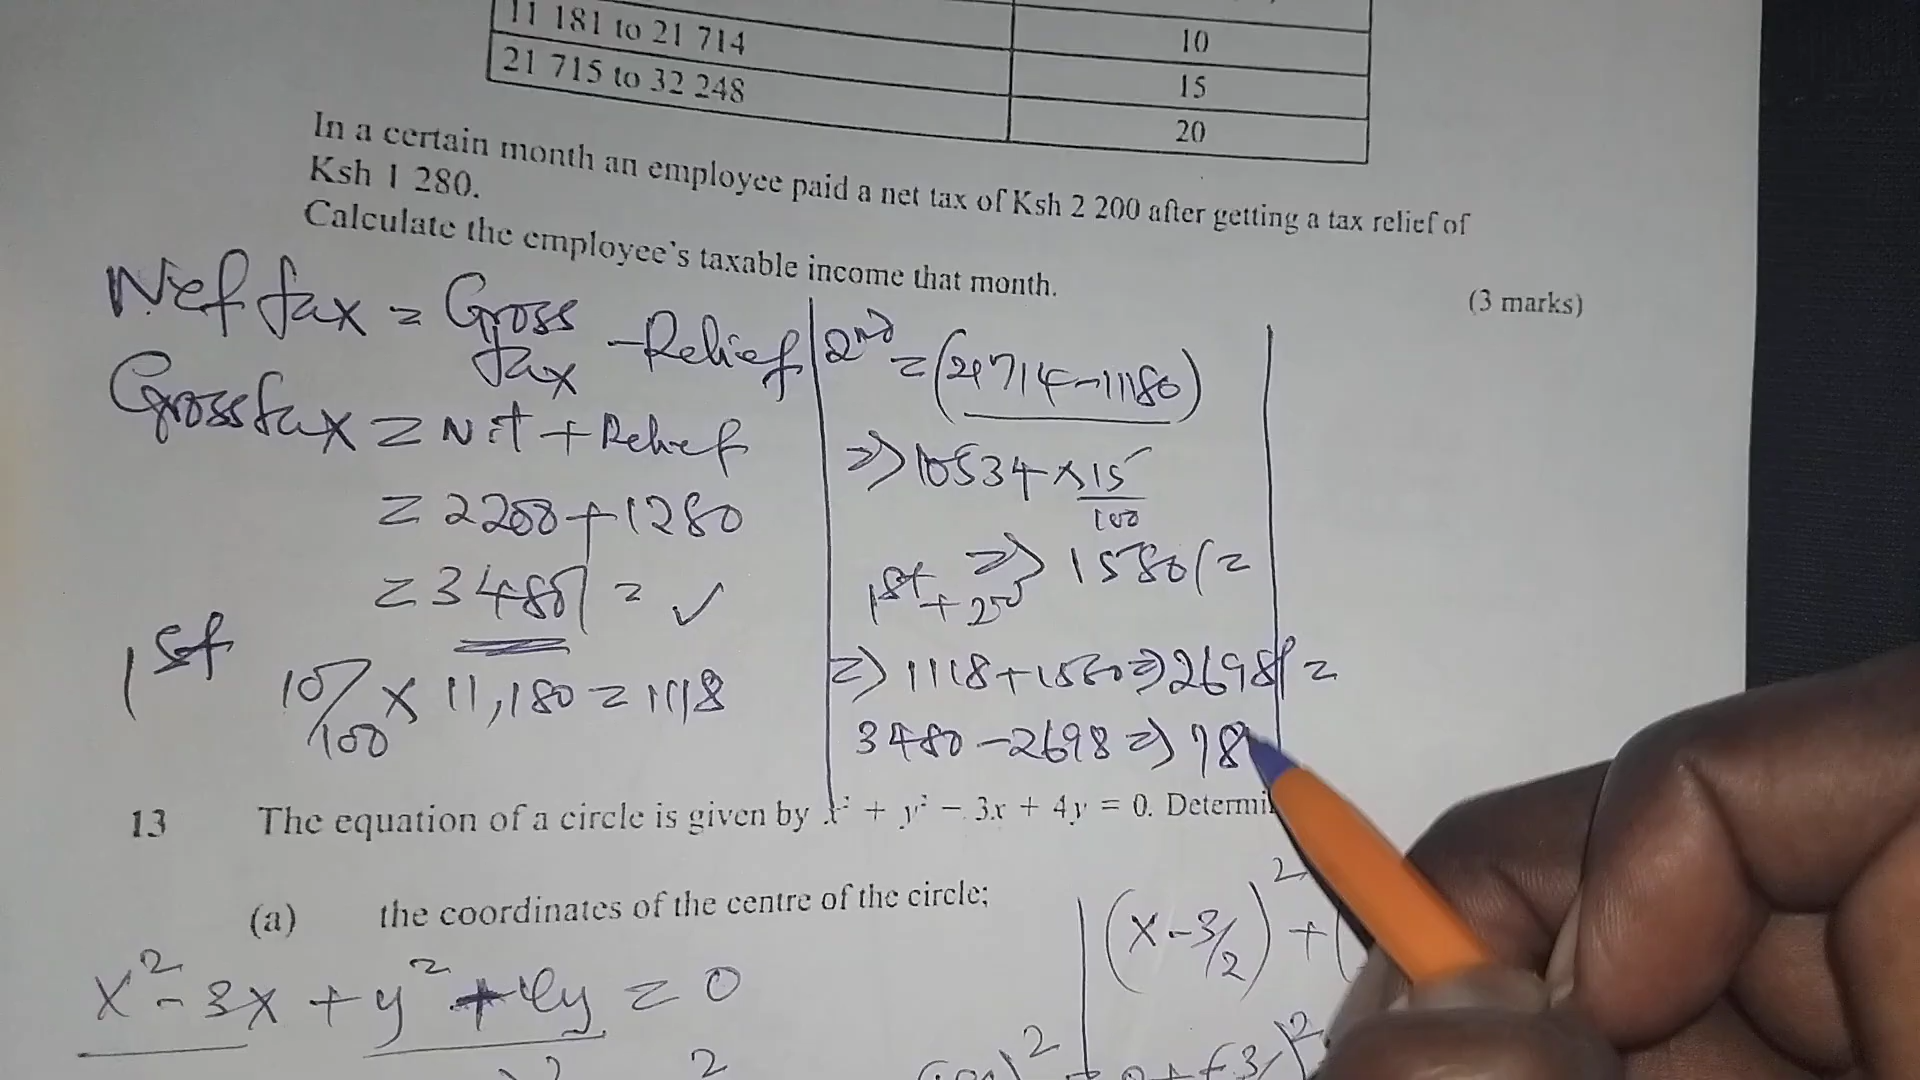 11 181 to 21 714 10
21 715 to 32 248 15
20
In a certain month an employee paid a net tax of Ksh 2 200 after getting a tax relief of
Ksh 1 280.
Calculate the employee's taxable income that month.
(3 marks)
Net tax = Gross tax - Relief
Gross tax = Net + Relief
= 2200 + 1280
= 3480/=
1st 10/100 × 11,180 = 1118
2nd = (21714-11180)
=> 10534 × 15/100
=> 1580/=
1st + 2nd
=> 1118+1580 => 2698/=
3480 - 2698 => 78
13 The equation of a circle is given by x² + y² - 3x + 4y = 0. Determi
(a) the coordinates of the centre of the circle;
x² - 3x + y² + 4y = 0
(x - 3/2)² + (